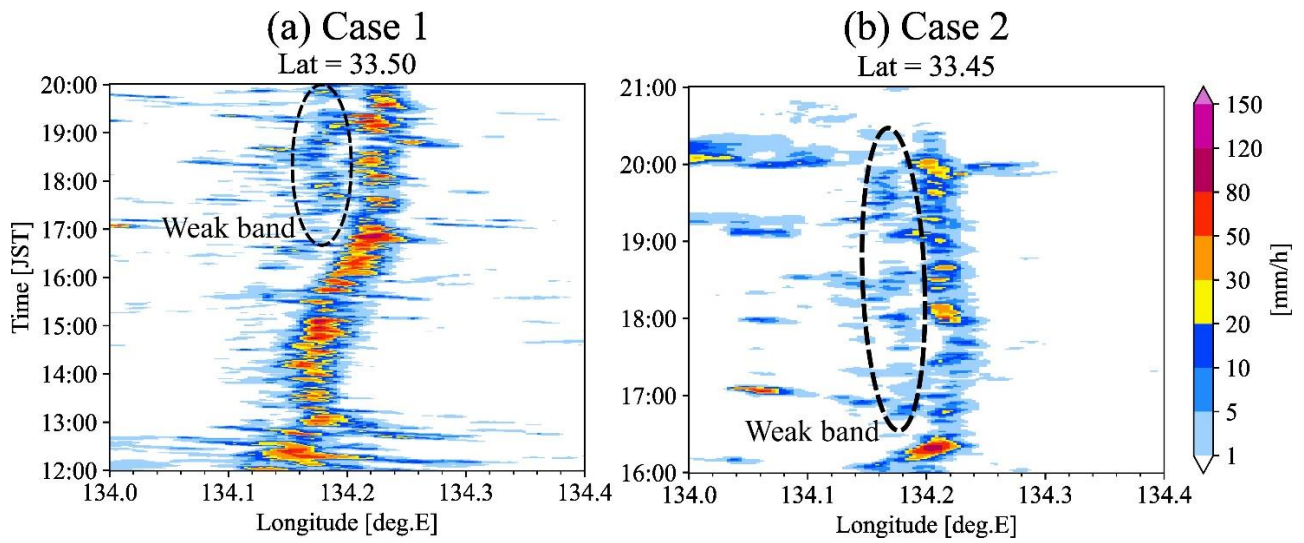 (a) Case 1
Lat = 33.50
Time [JST]
20:00
19:00
18:00
17:00
16:00
15:00
14:00
13:00
12:00
Weak band
134.0 134.1 134.2 134.3 134.4
Longitude [deg.E]
(b) Case 2
Lat = 33.45
21:00
20:00
19:00
18:00
17:00
16:00
Weak band
134.0 134.1 134.2 134.3 134.4
Longitude [deg.E]
150
120
80
50
30
20
10
5
1
[mm/h]